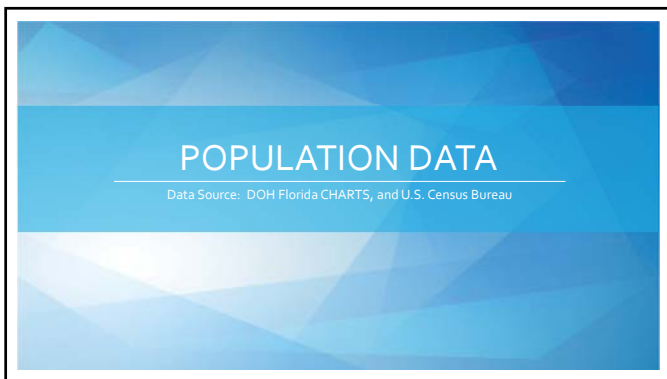 POPULATION DATA
Data Source: DOH Florida CHARTS, and U.S. Census Bureau